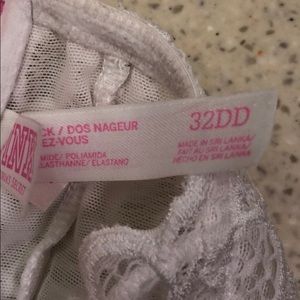 PINK
CK / DOS NAGEUR
EZ-VOUS
MIDE/ POLIAMIDA
LASTHANNE/ ELASTANO
32DD
MADE IN SRI LANKA/
FAIT AU SRI LANKA/
HECHO EN SRI LANKA